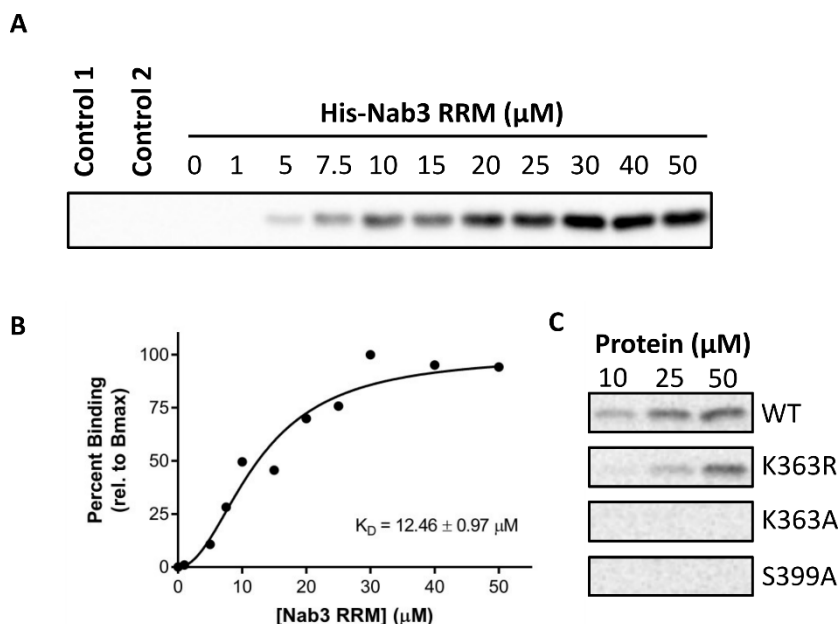 A
Control 1
Control 2
His-Nab3 RRM (μM)
0 1 5 7.5 10 15 20 25 30 40 50
B
Percent Binding
(rel. to Bmax)
100
75
50
25
0
K_D = 12.46 ± 0.97 μM
0 10 20 30 40 50
[Nab3 RRM] (μM)
C
Protein (μM)
10 25 50
WT
K363R
K363A
S399A